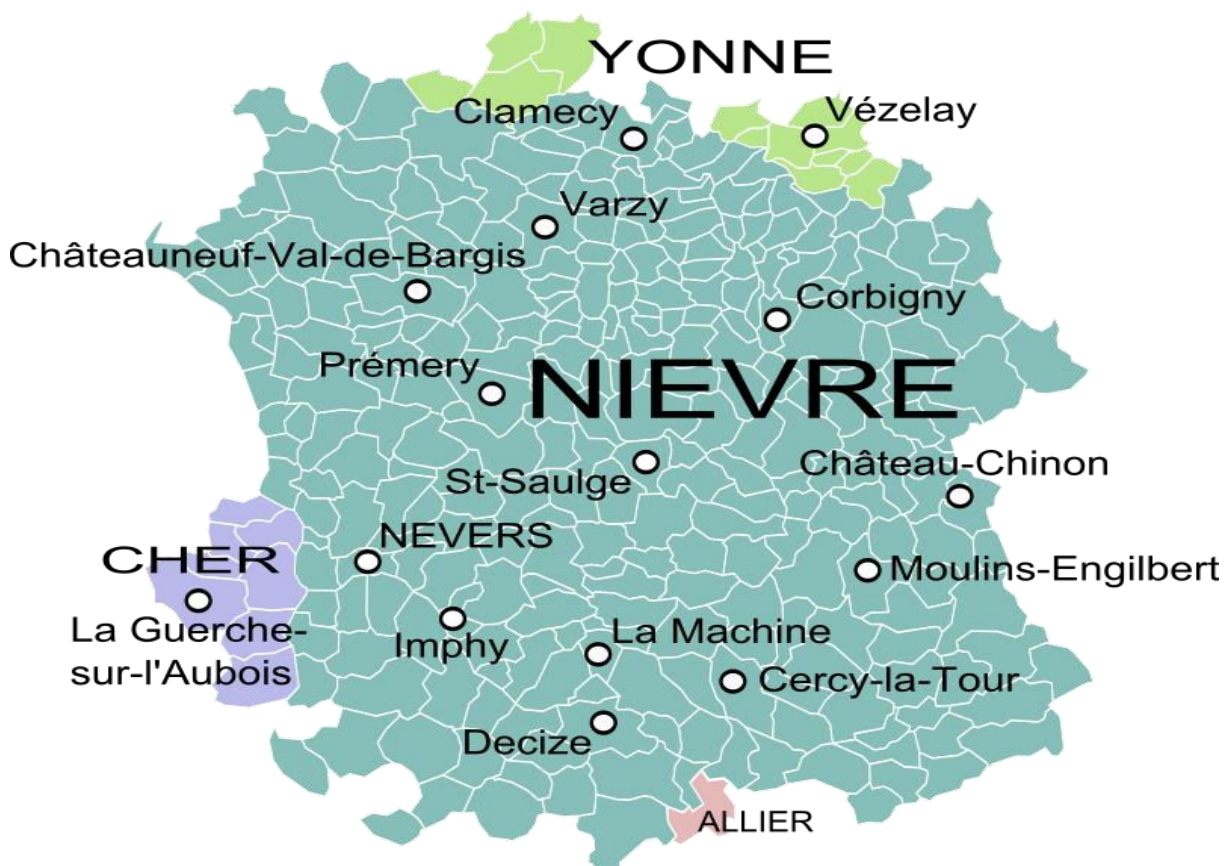 YONNE
Clamecy
Vézelay
Varzy
Châteauneuf-Val-de-Bargis
Corbigny
Prémery
NIEVRE
St-Saulge
Château-Chinon
NEVERS
CHER
Moulins-Engilbert
La Guerche-
sur-l'Aubois
Imphy
La Machine
Cercy-la-Tour
Decize
ALLIER